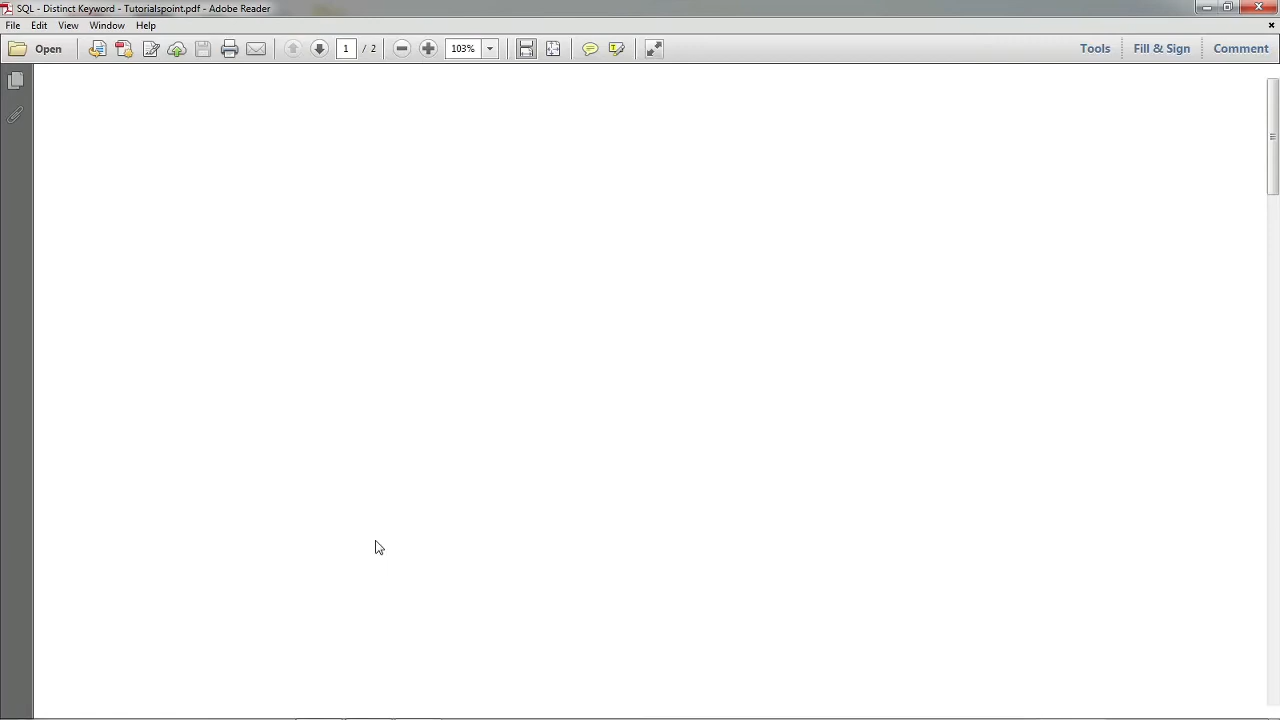 SQL - Distinct Keyword - Tutorialspoint.pdf - Adobe Reader
File Edit View Window Help
Open 1 / 2 103% Tools Fill & Sign Comment